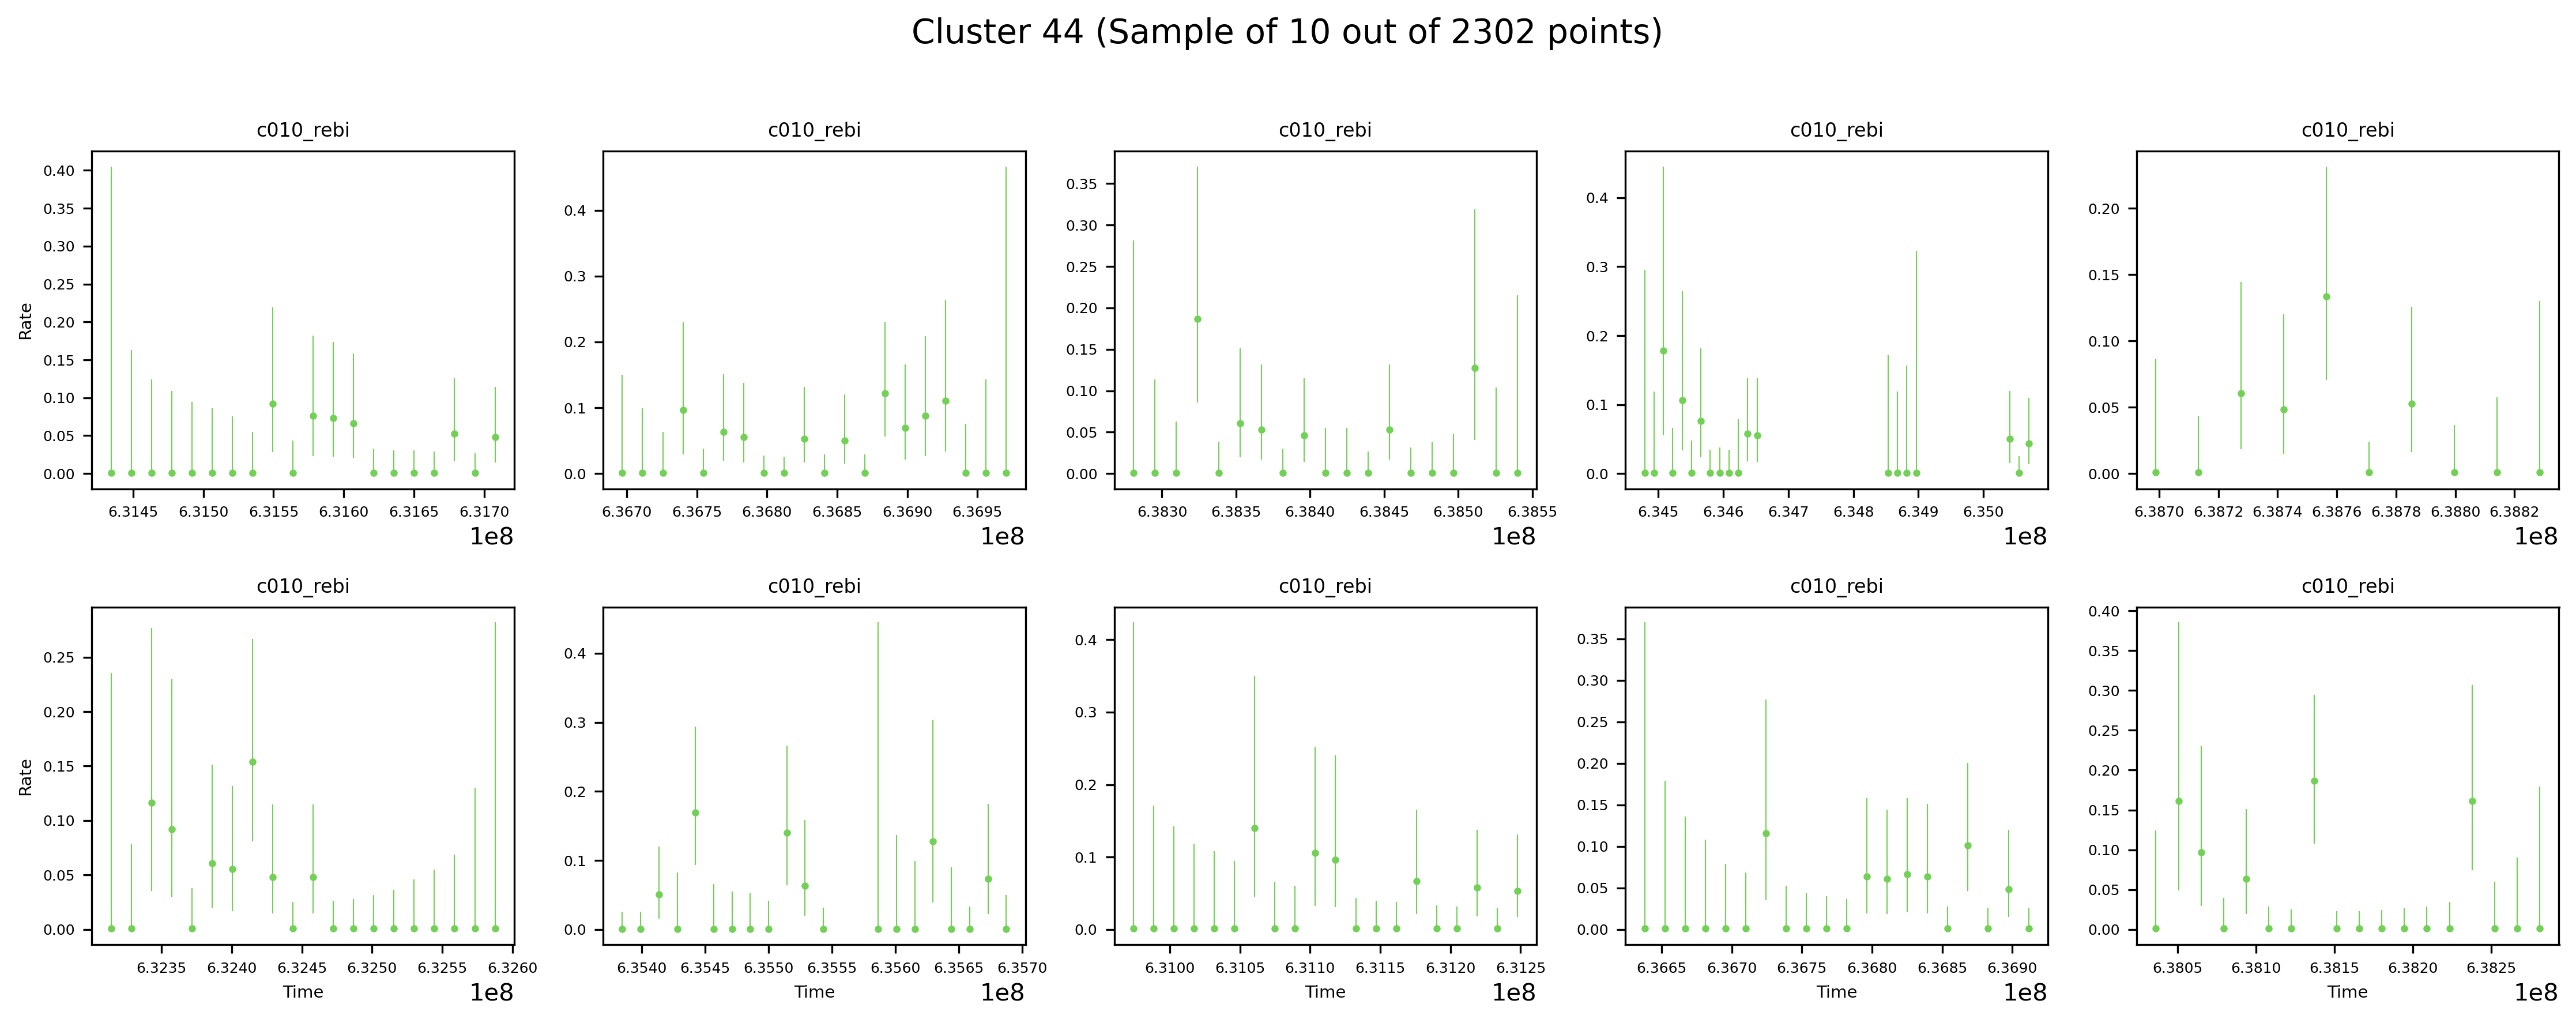 Cluster 44 (Sample of 10 out of 2302 points)
c010_rebi c010_rebi c010_rebi c010_rebi c010_rebi
Rate
0.40 0.35 0.30 0.25 0.20 0.15 0.10 0.05 0.00
6.3145 6.3150 6.3155 6.3160 6.3165 6.3170
1e8
0.4 0.3 0.2 0.1 0.0
6.3670 6.3675 6.3680 6.3685 6.3690 6.3695
1e8
0.35 0.30 0.25 0.20 0.15 0.10 0.05 0.00
6.3830 6.3835 6.3840 6.3845 6.3850 6.3855
1e8
0.4 0.3 0.2 0.1 0.0
6.345 6.346 6.347 6.348 6.349 6.350
1e8
0.20 0.15 0.10 0.05 0.00
6.3870 6.3872 6.3874 6.3876 6.3878 6.3880 6.3882
1e8
c010_rebi c010_rebi c010_rebi c010_rebi c010_rebi
Rate
0.25 0.20 0.15 0.10 0.05 0.00
6.3235 6.3240 6.3245 6.3250 6.3255 6.3260
Time
1e8
0.4 0.3 0.2 0.1 0.0
6.3540 6.3545 6.3550 6.3555 6.3560 6.3565 6.3570
Time
1e8
0.4 0.3 0.2 0.1 0.0
6.3100 6.3105 6.3110 6.3115 6.3120 6.3125
Time
1e8
0.35 0.30 0.25 0.20 0.15 0.10 0.05 0.00
6.3665 6.3670 6.3675 6.3680 6.3685 6.3690
Time
1e8
0.40 0.35 0.30 0.25 0.20 0.15 0.10 0.05 0.00
6.3805 6.3810 6.3815 6.3820 6.3825
Time
1e8